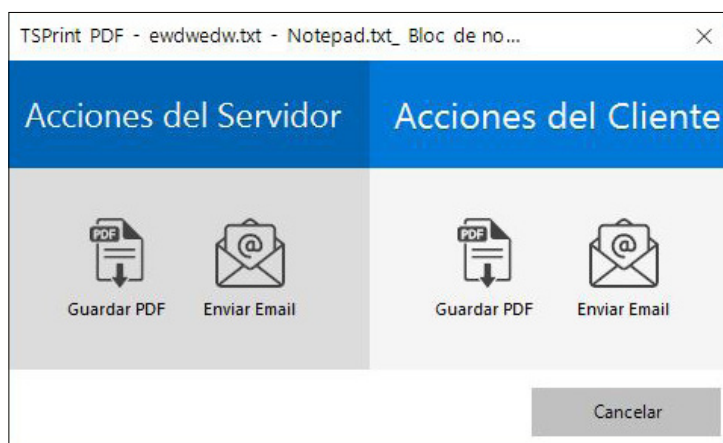 TSPrint PDF - ewdwedw.txt - Notepad.txt_ Bloc de no...
Acciones del Servidor
Acciones del Cliente
PDF
PDF
Guardar PDF
Enviar Email
Guardar PDF
Enviar Email
Cancelar